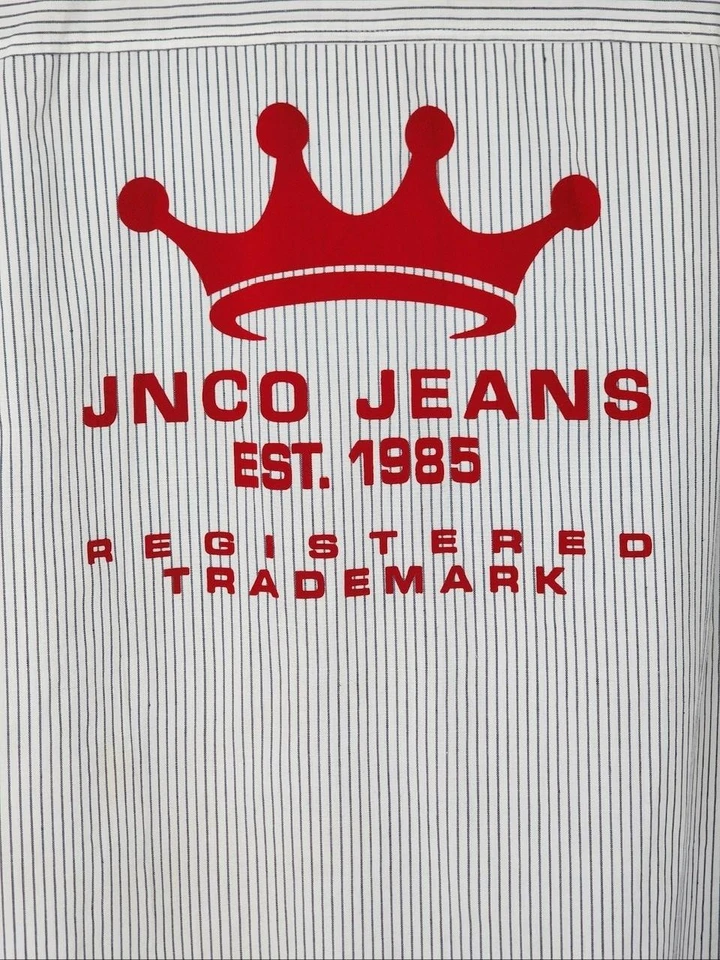 JNCO JEANS
EST. 1985
REGISTERED
TRADEMARK